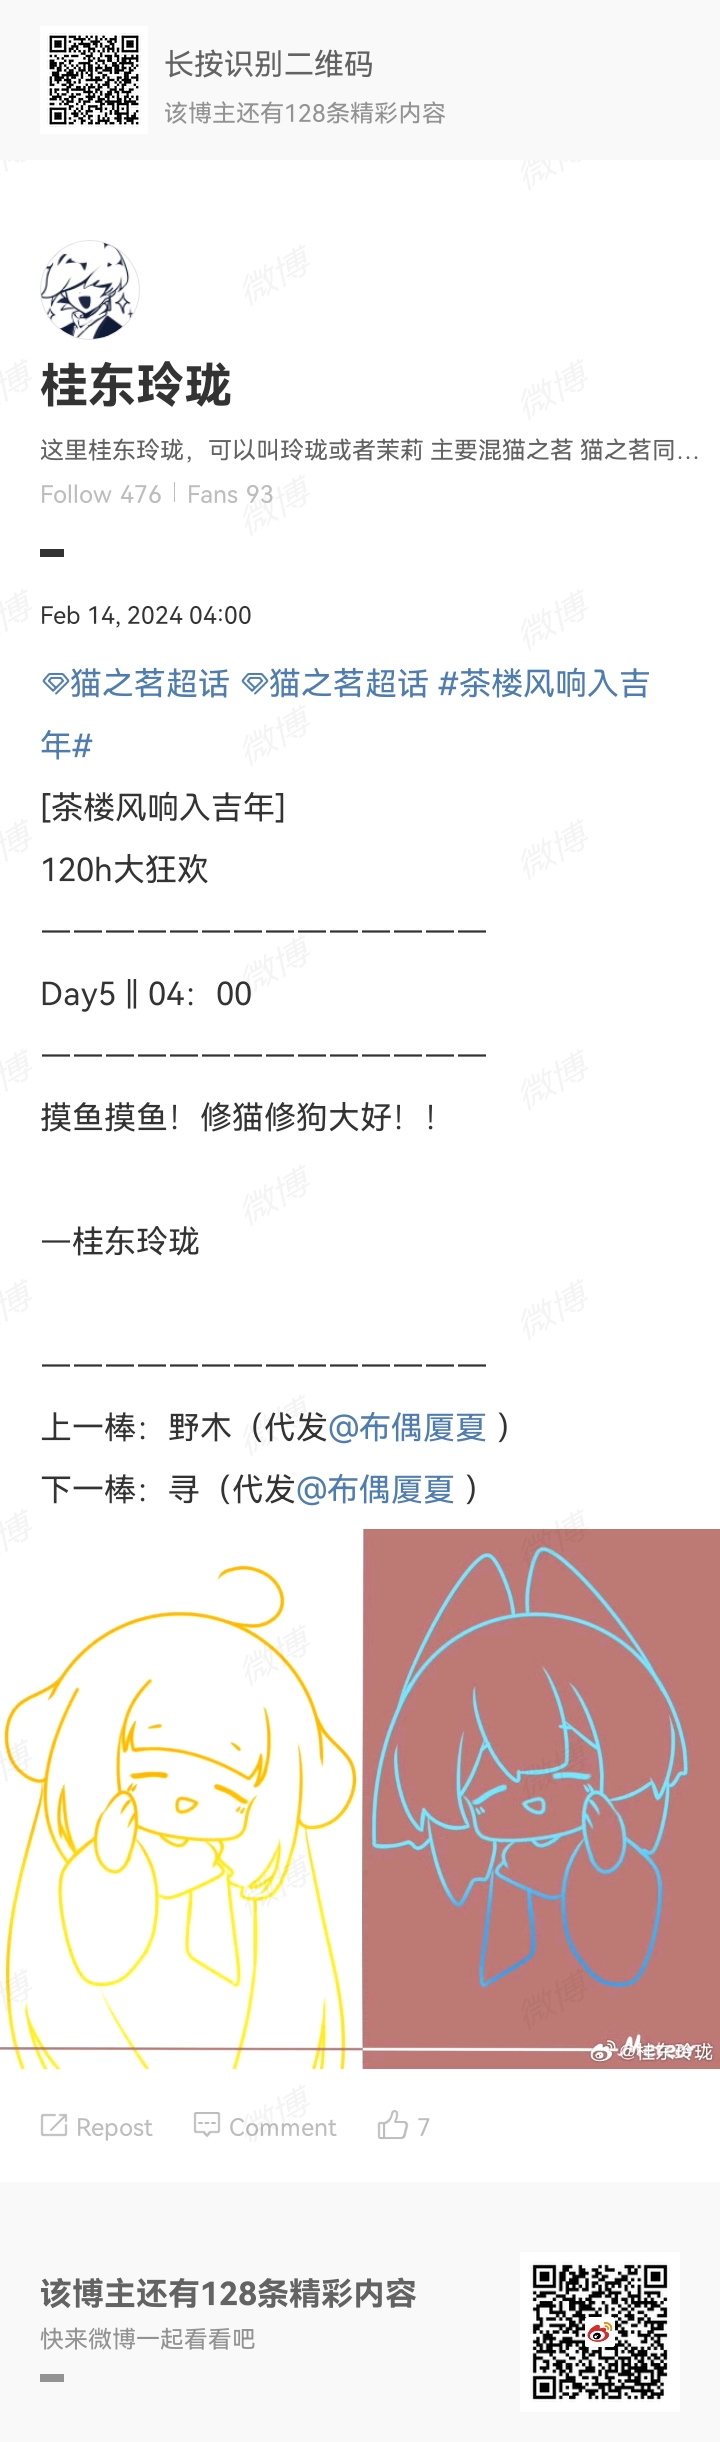 长按识别二维码
该博主还有128条精彩内容
桂东玲珑
这里桂东玲珑，可以叫玲珑或者茉莉 主要混猫之茗 猫之茗同...
Follow 476 | Fans 93
Feb 14, 2024 04:00
猫之茗超话 猫之茗超话 #茶楼风响入吉
年#
[茶楼风响入吉年]
120h大狂欢
——————————————
Day5 || 04：00
——————————————
摸鱼摸鱼！修猫修狗大好！！
—桂东玲珑
——————————————
上一棒：野木（代发@布偶厦夏 ）
下一棒：寻（代发@布偶厦夏 ）
@桂东玲珑
Repost Comment 7
该博主还有128条精彩内容
快来微博一起看看吧
微博